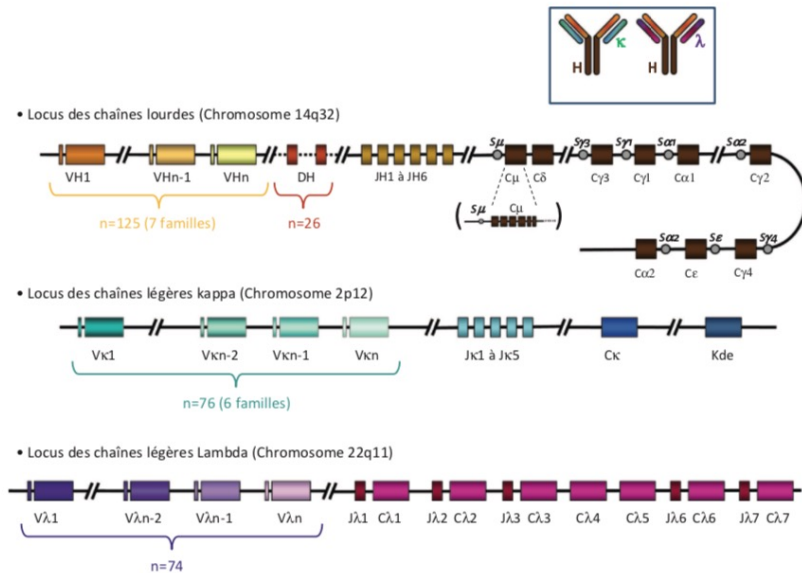 κ λ
H H
• Locus des chaînes lourdes (Chromosome 14q32)
Sμ Sγ3 Sγ1 Sα1 Sα2
VH1 VHn-1 VHn DH JH1 à JH6 Cμ Cδ Cγ3 Cγ1 Cα1 Cγ2
n=125 (7 familles) n=26
( Sμ Cμ )
Sα2 Sε Sγ4
Cα2 Cε Cγ4
• Locus des chaînes légères kappa (Chromosome 2p12)
Vκ1 Vκn-2 Vκn-1 Vκn Jκ1 à Jκ5 Cκ Kde
n=76 (6 familles)
• Locus des chaînes légères Lambda (Chromosome 22q11)
Vλ1 Vλn-2 Vλn-1 Vλn Jλ1 Cλ1 Jλ2 Cλ2 Jλ3 Cλ3 Cλ4 Cλ5 Jλ6 Cλ6 Jλ7 Cλ7
n=74